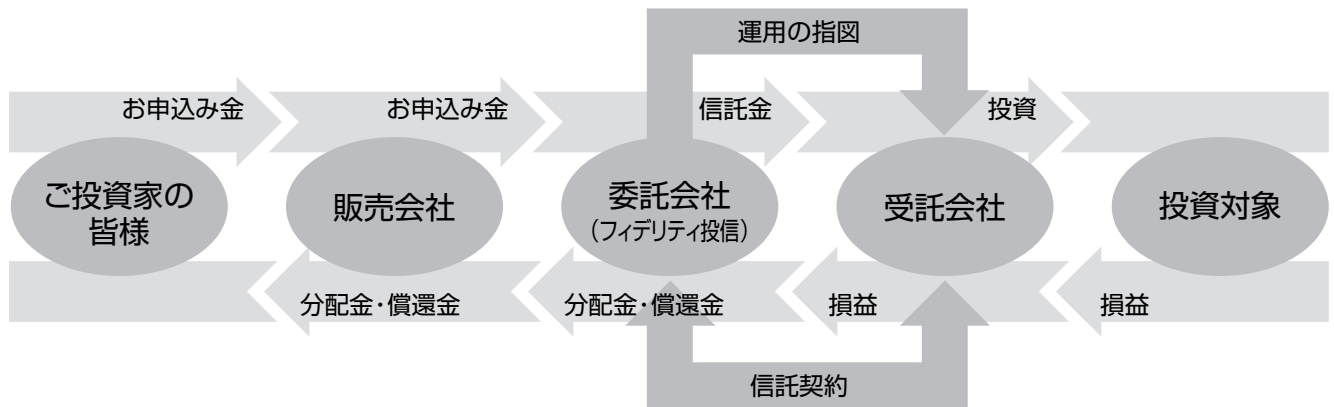 運用の指図
お申込み金
お申込み金
信託金
投資
ご投資家の
皆様
販売会社
委託会社
(フィデリティ投信)
受託会社
投資対象
分配金・償還金
分配金・償還金
損益
損益
信託契約